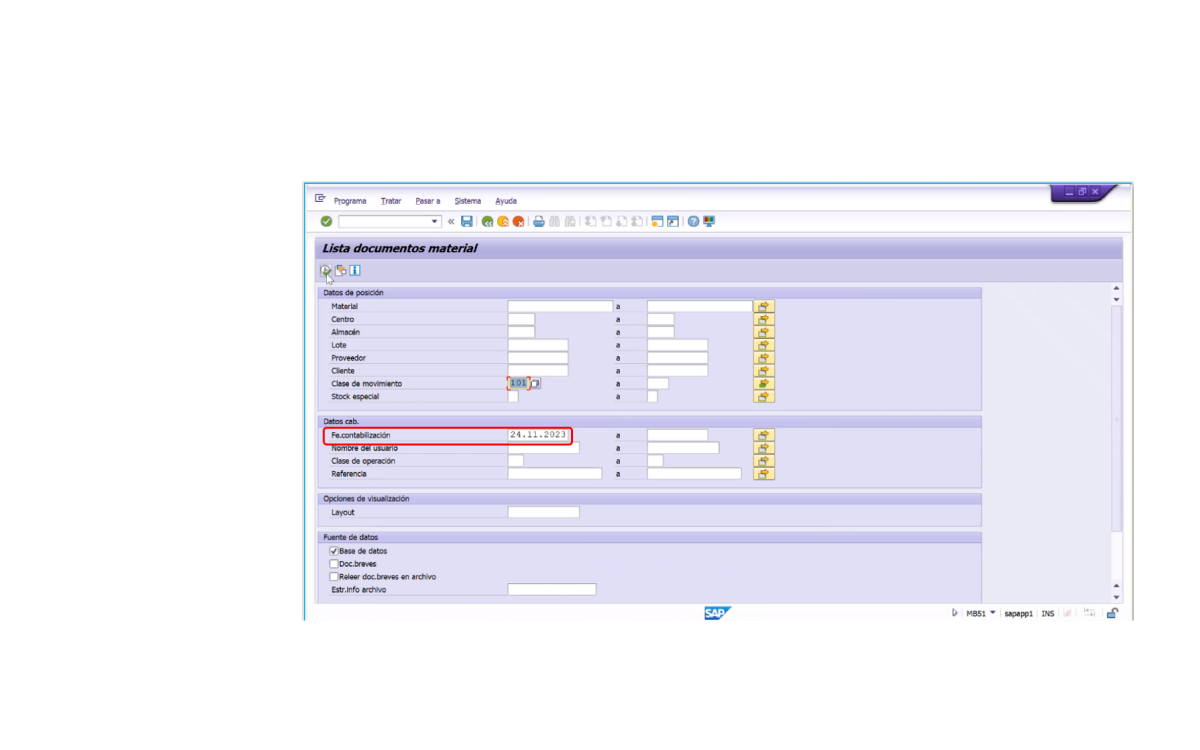 Programa Tratar Pasar a Sistema Ayuda
Lista documentos material
Datos de posición
Material a
Centro a
Almacén a
Lote a
Proveedor a
Cliente a
Clase de movimiento 101 a
Stock especial a
Datos cab.
Fe.contabilización 24.11.2023 a
Nombre del usuario a
Clase de operación a
Referencia a
Opciones de visualización
Layout
Fuente de datos
Base de datos
Doc.breves
Releer doc.breves en archivo
Estr.info archivo
SAP MB51 sapapp1 INS